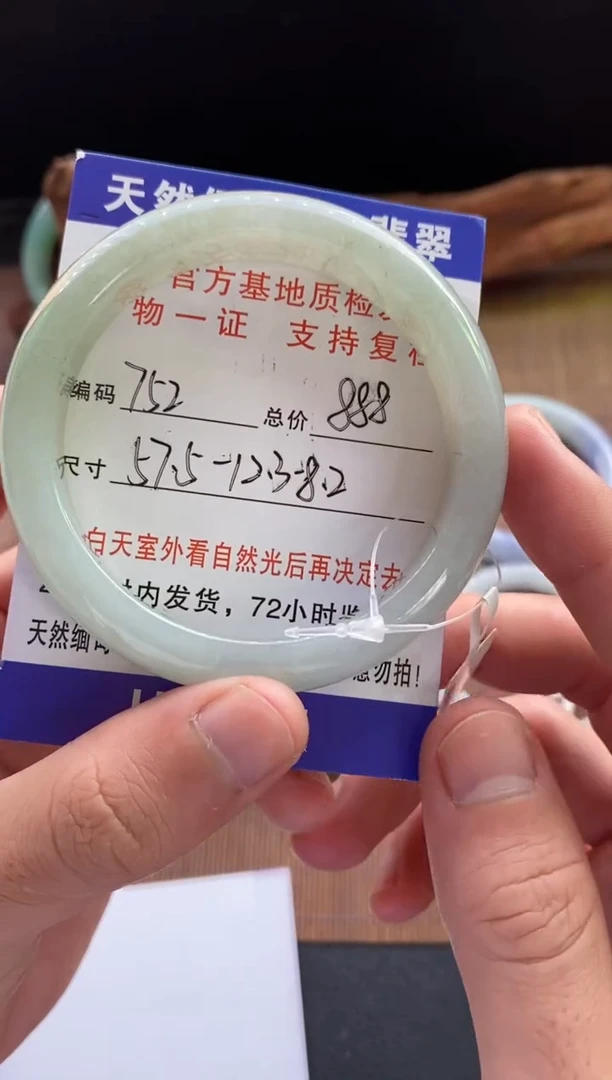 天然 翡翠
官方基地质检
物一证 支持复
编码 752 总价 888
尺寸 57.5-12.3-8.2
白天室外看自然光后再决定去
内发货，72小时
天然缅 勿拍！